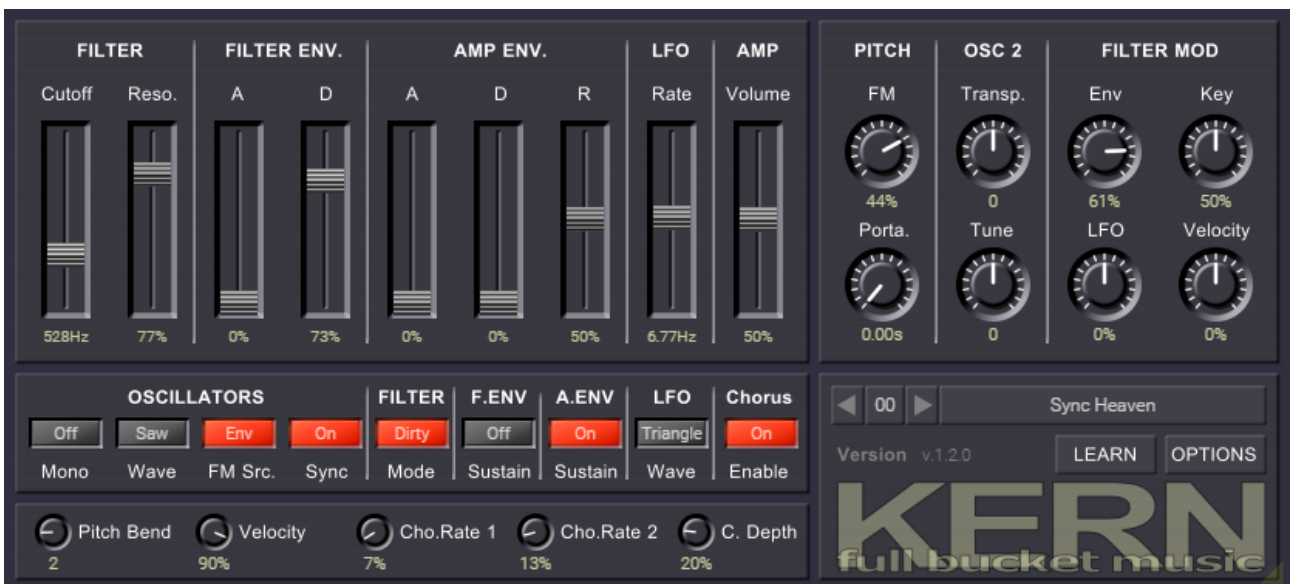 FILTER FILTER ENV. AMP ENV. LFO AMP
Cutoff Reso. A D A D R Rate Volume
528Hz 77% 0% 73% 0% 0% 50% 6.77Hz 50%
PITCH OSC 2 FILTER MOD
FM Transp. Env Key
44% 0 61% 50%
Porta. Tune LFO Velocity
0.00s 0 0% 0%
OSCILLATORS FILTER F.ENV A.ENV LFO Chorus
Off Saw Env On Dirty Off On Triangle On
Mono Wave FM Src. Sync Mode Sustain Sustain Wave Enable
Pitch Bend Velocity Cho.Rate 1 Cho.Rate 2 C. Depth
2 90% 7% 13% 20%
00 Sync Heaven
Version v.1.2.0 LEARN OPTIONS
KERN
full bucket music